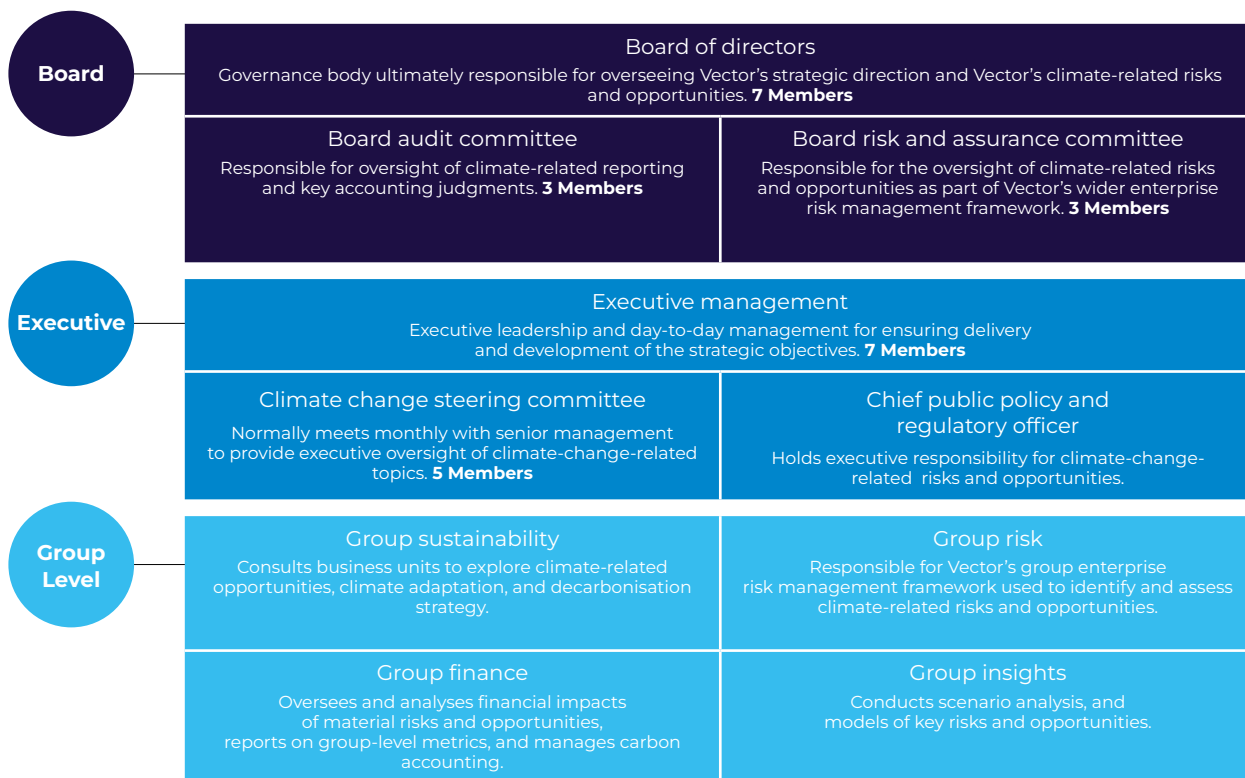 Board
Board of directors
Governance body ultimately responsible for overseeing Vector's strategic direction and Vector's climate-related risks
and opportunities. 7 Members
Board audit committee
Responsible for oversight of climate-related reporting
and key accounting judgments. 3 Members
Board risk and assurance committee
Responsible for the oversight of climate-related risks
and opportunities as part of Vector's wider enterprise
risk management framework. 3 Members
Executive
Executive management
Executive leadership and day-to-day management for ensuring delivery
and development of the strategic objectives. 7 Members
Climate change steering committee
Normally meets monthly with senior management
to provide executive oversight of climate-change-related
topics. 5 Members
Chief public policy and
regulatory officer
Holds executive responsibility for climate-change-
related risks and opportunities.
Group
Level
Group sustainability
Consults business units to explore climate-related
opportunities, climate adaptation, and decarbonisation
strategy.
Group risk
Responsible for Vector's group enterprise
risk management framework used to identify and assess
climate-related risks and opportunities.
Group finance
Oversees and analyses financial impacts
of material risks and opportunities,
reports on group-level metrics, and manages carbon
accounting.
Group insights
Conducts scenario analysis, and
models of key risks and opportunities.